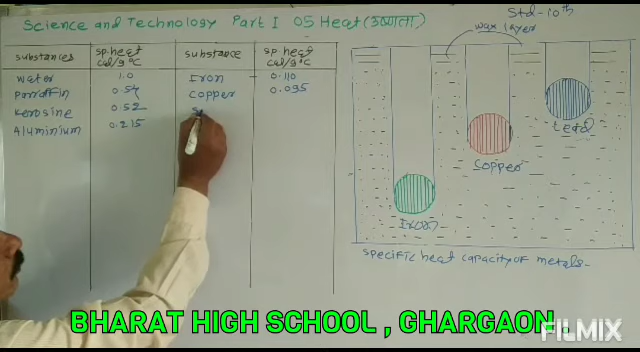 Science and Technology Part I 05 Heat (उष्णता)
Std - 10th
wax layer
substances sp.heat cal/g°C substance sp heat cal/g°C
water 1.0 Iron 0.110
Parraffin 0.54 Copper 0.095
Kerosine 0.52 S
Aluminium 0.215
Lead
Copper
Iron
specific heat capacity of metals-
BHARAT HIGH SCHOOL , GHARGAON .
FILMIX